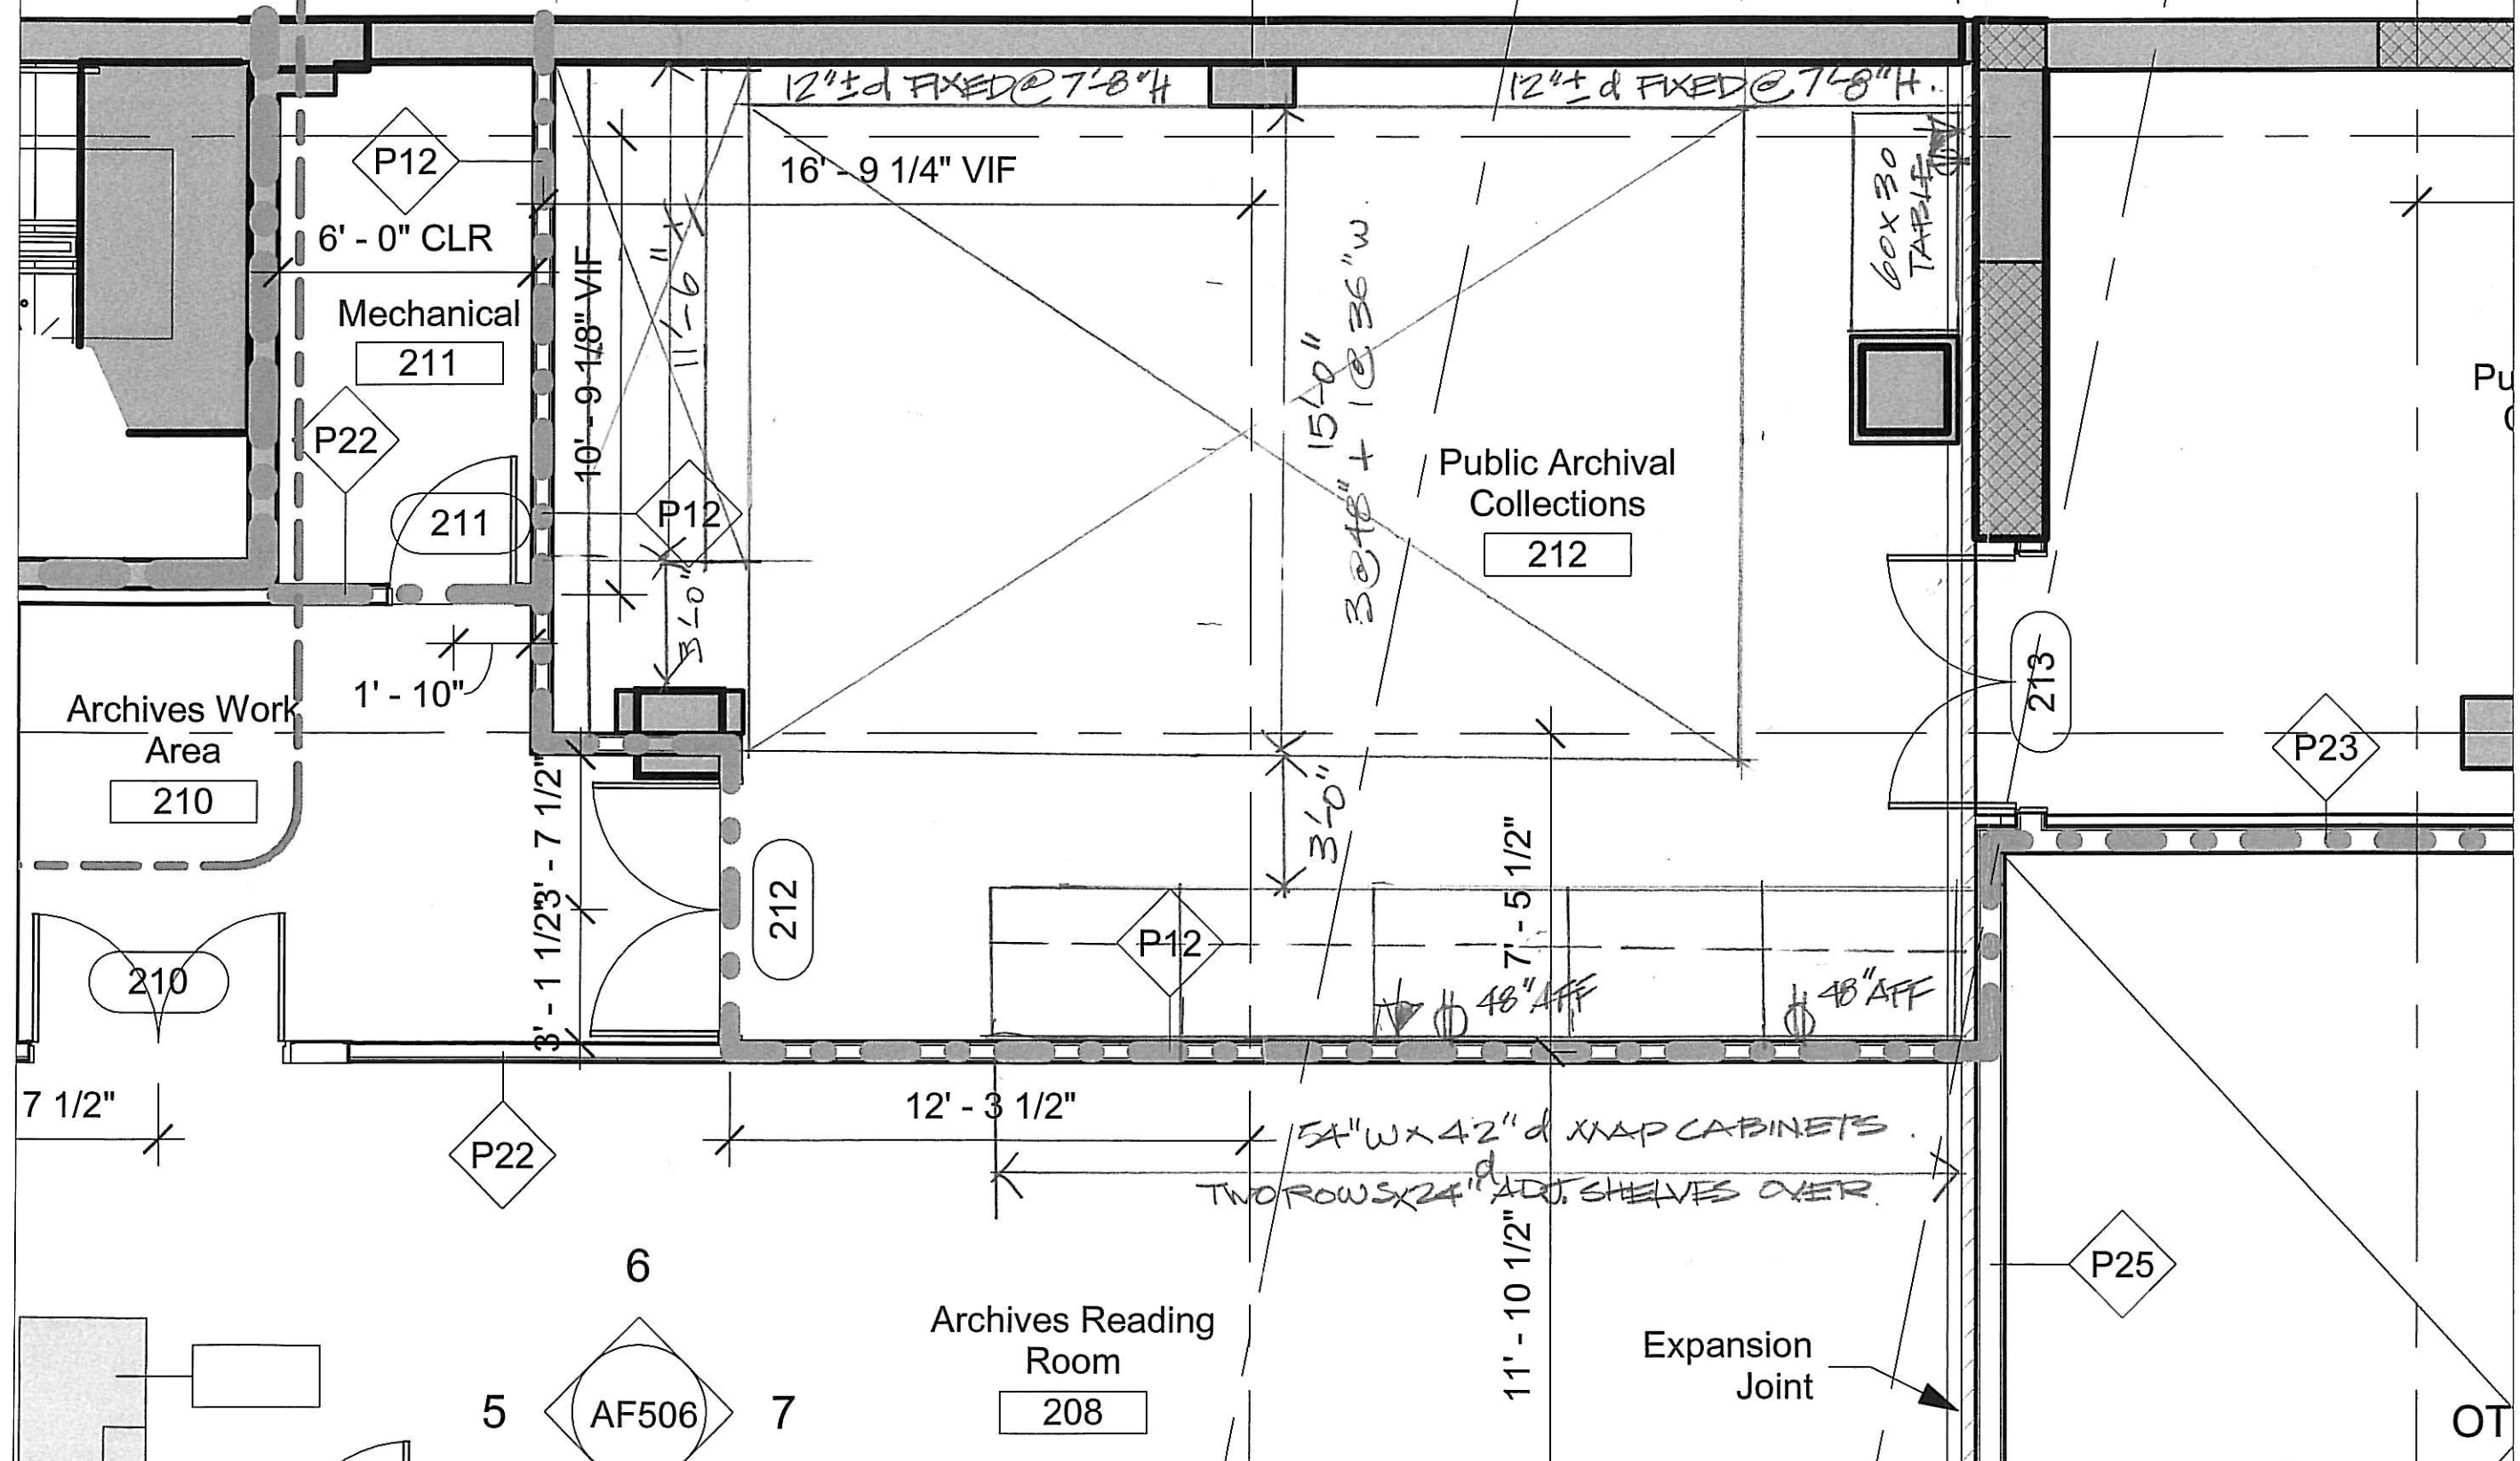 12"± d FIXED @ 7'-8"H
12"± d FIXED @ 7'-8"H.
P12
16' - 9 1/4" VIF
60 x 30
TABLE
6' - 0" CLR
10' - 9 1/8" VIF
11'-6"
15'-0"
3@48" + 1@36"w.
Mechanical
211
P22
211
P12
Public Archival
Collections
212
3'-0"
1' - 10"
213
Archives Work
Area
210
P23
3' - 7 1/2"
3' - 1 1/2"
3'-0"
7' - 5 1/2"
212
P12
210
48" AFF
48" AFF
7 1/2"
12' - 3 1/2"
54"w x 42" d MAP CABINETS
TWO ROWS x 24" d ADJ. SHELVES OVER.
P22
11' - 10 1/2"
P25
6
Archives Reading
Room
208
Expansion
Joint
5
AF506
7
Pu
OT